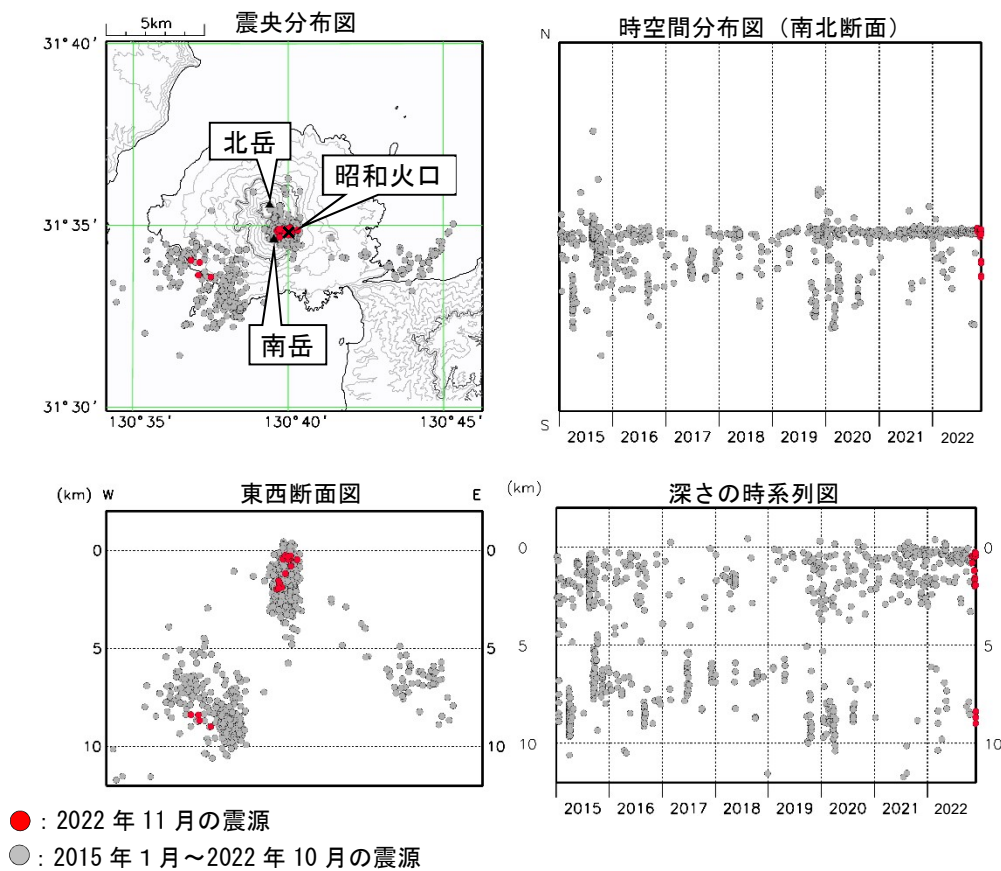 5km
震央分布図
31°40′
北岳
昭和火口
31°35′
南岳
31°30′
130°35′
130°40′
130°45′
時空間分布図（南北断面）
N
S
2015
2016
2017
2018
2019
2020
2021
2022
(km) W
東西断面図
E
0
0
5
5
10
10
(km)
深さの時系列図
0
0
5
5
10
10
2015
2016
2017
2018
2019
2020
2021
2022
：2022 年 11 月の震源
：2015 年 1 月～2022 年 10 月の震源